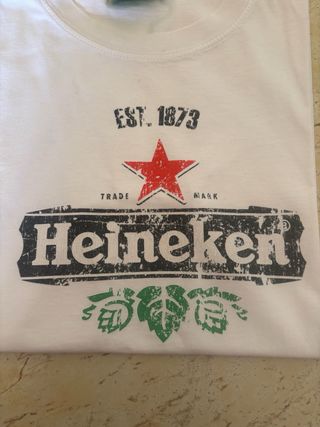 EST. 1873
TRADE MARK
Heineken®